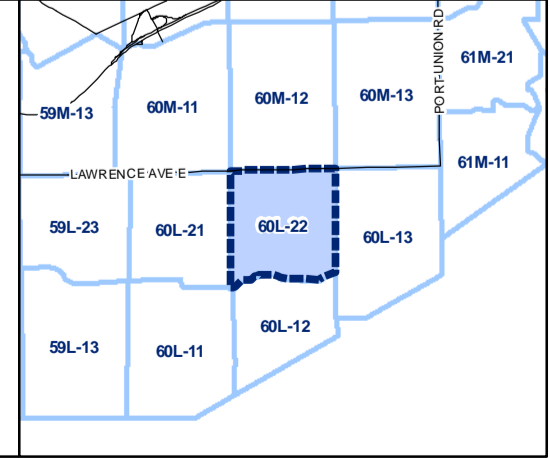 PORT UNION RD
61M-21
60M-13
60M-12
60M-11
59M-13
61M-11
LAWRENCE AVE E
59L-23
60L-21
60L-22
60L-13
60L-12
59L-13
60L-11